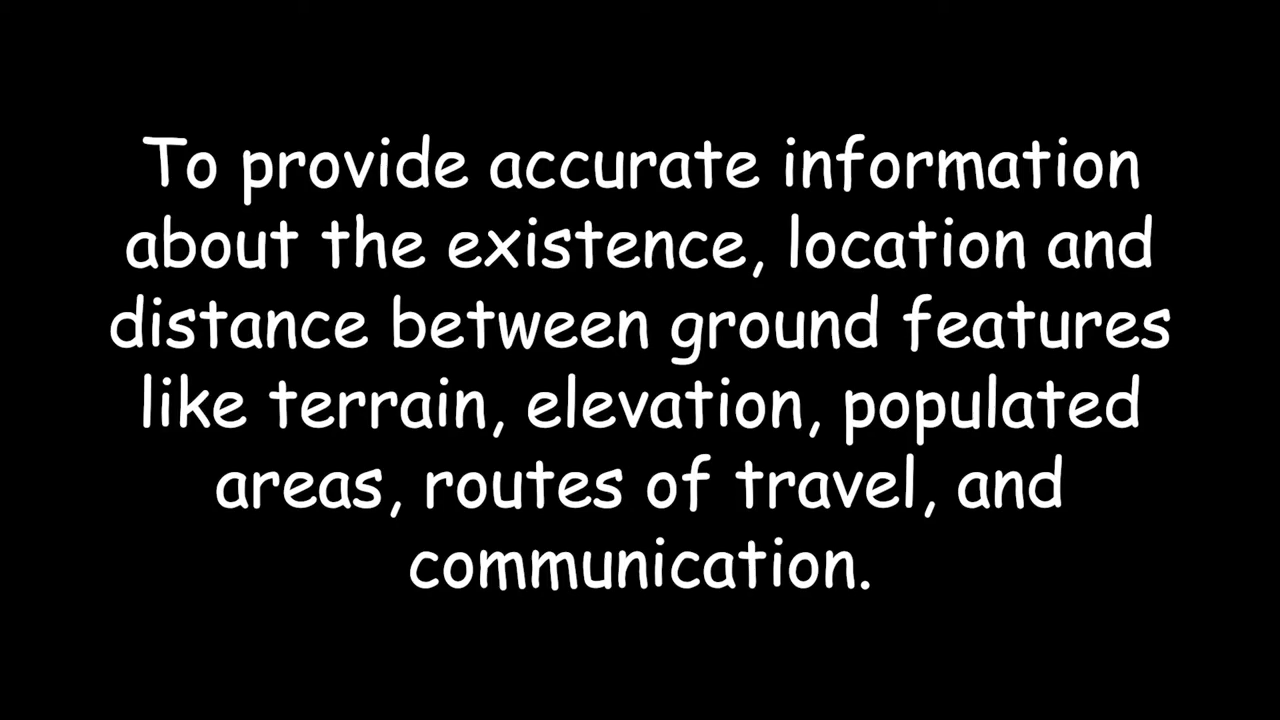 To provide accurate information
about the existence, location and
distance between ground features
like terrain, elevation, populated
areas, routes of travel, and
communication.